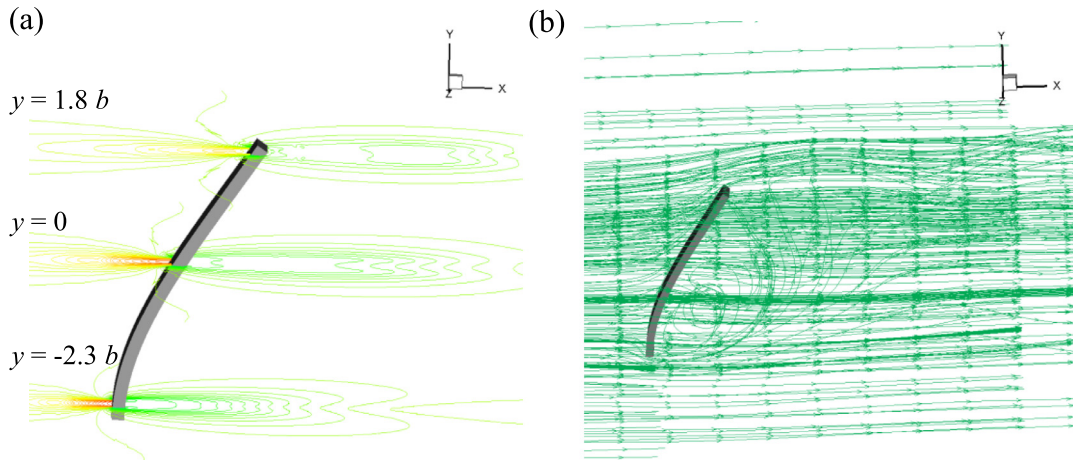 (a)
Y
Z
X
y = 1.8 b
y = 0
y = -2.3 b
(b)
Y
Z
X